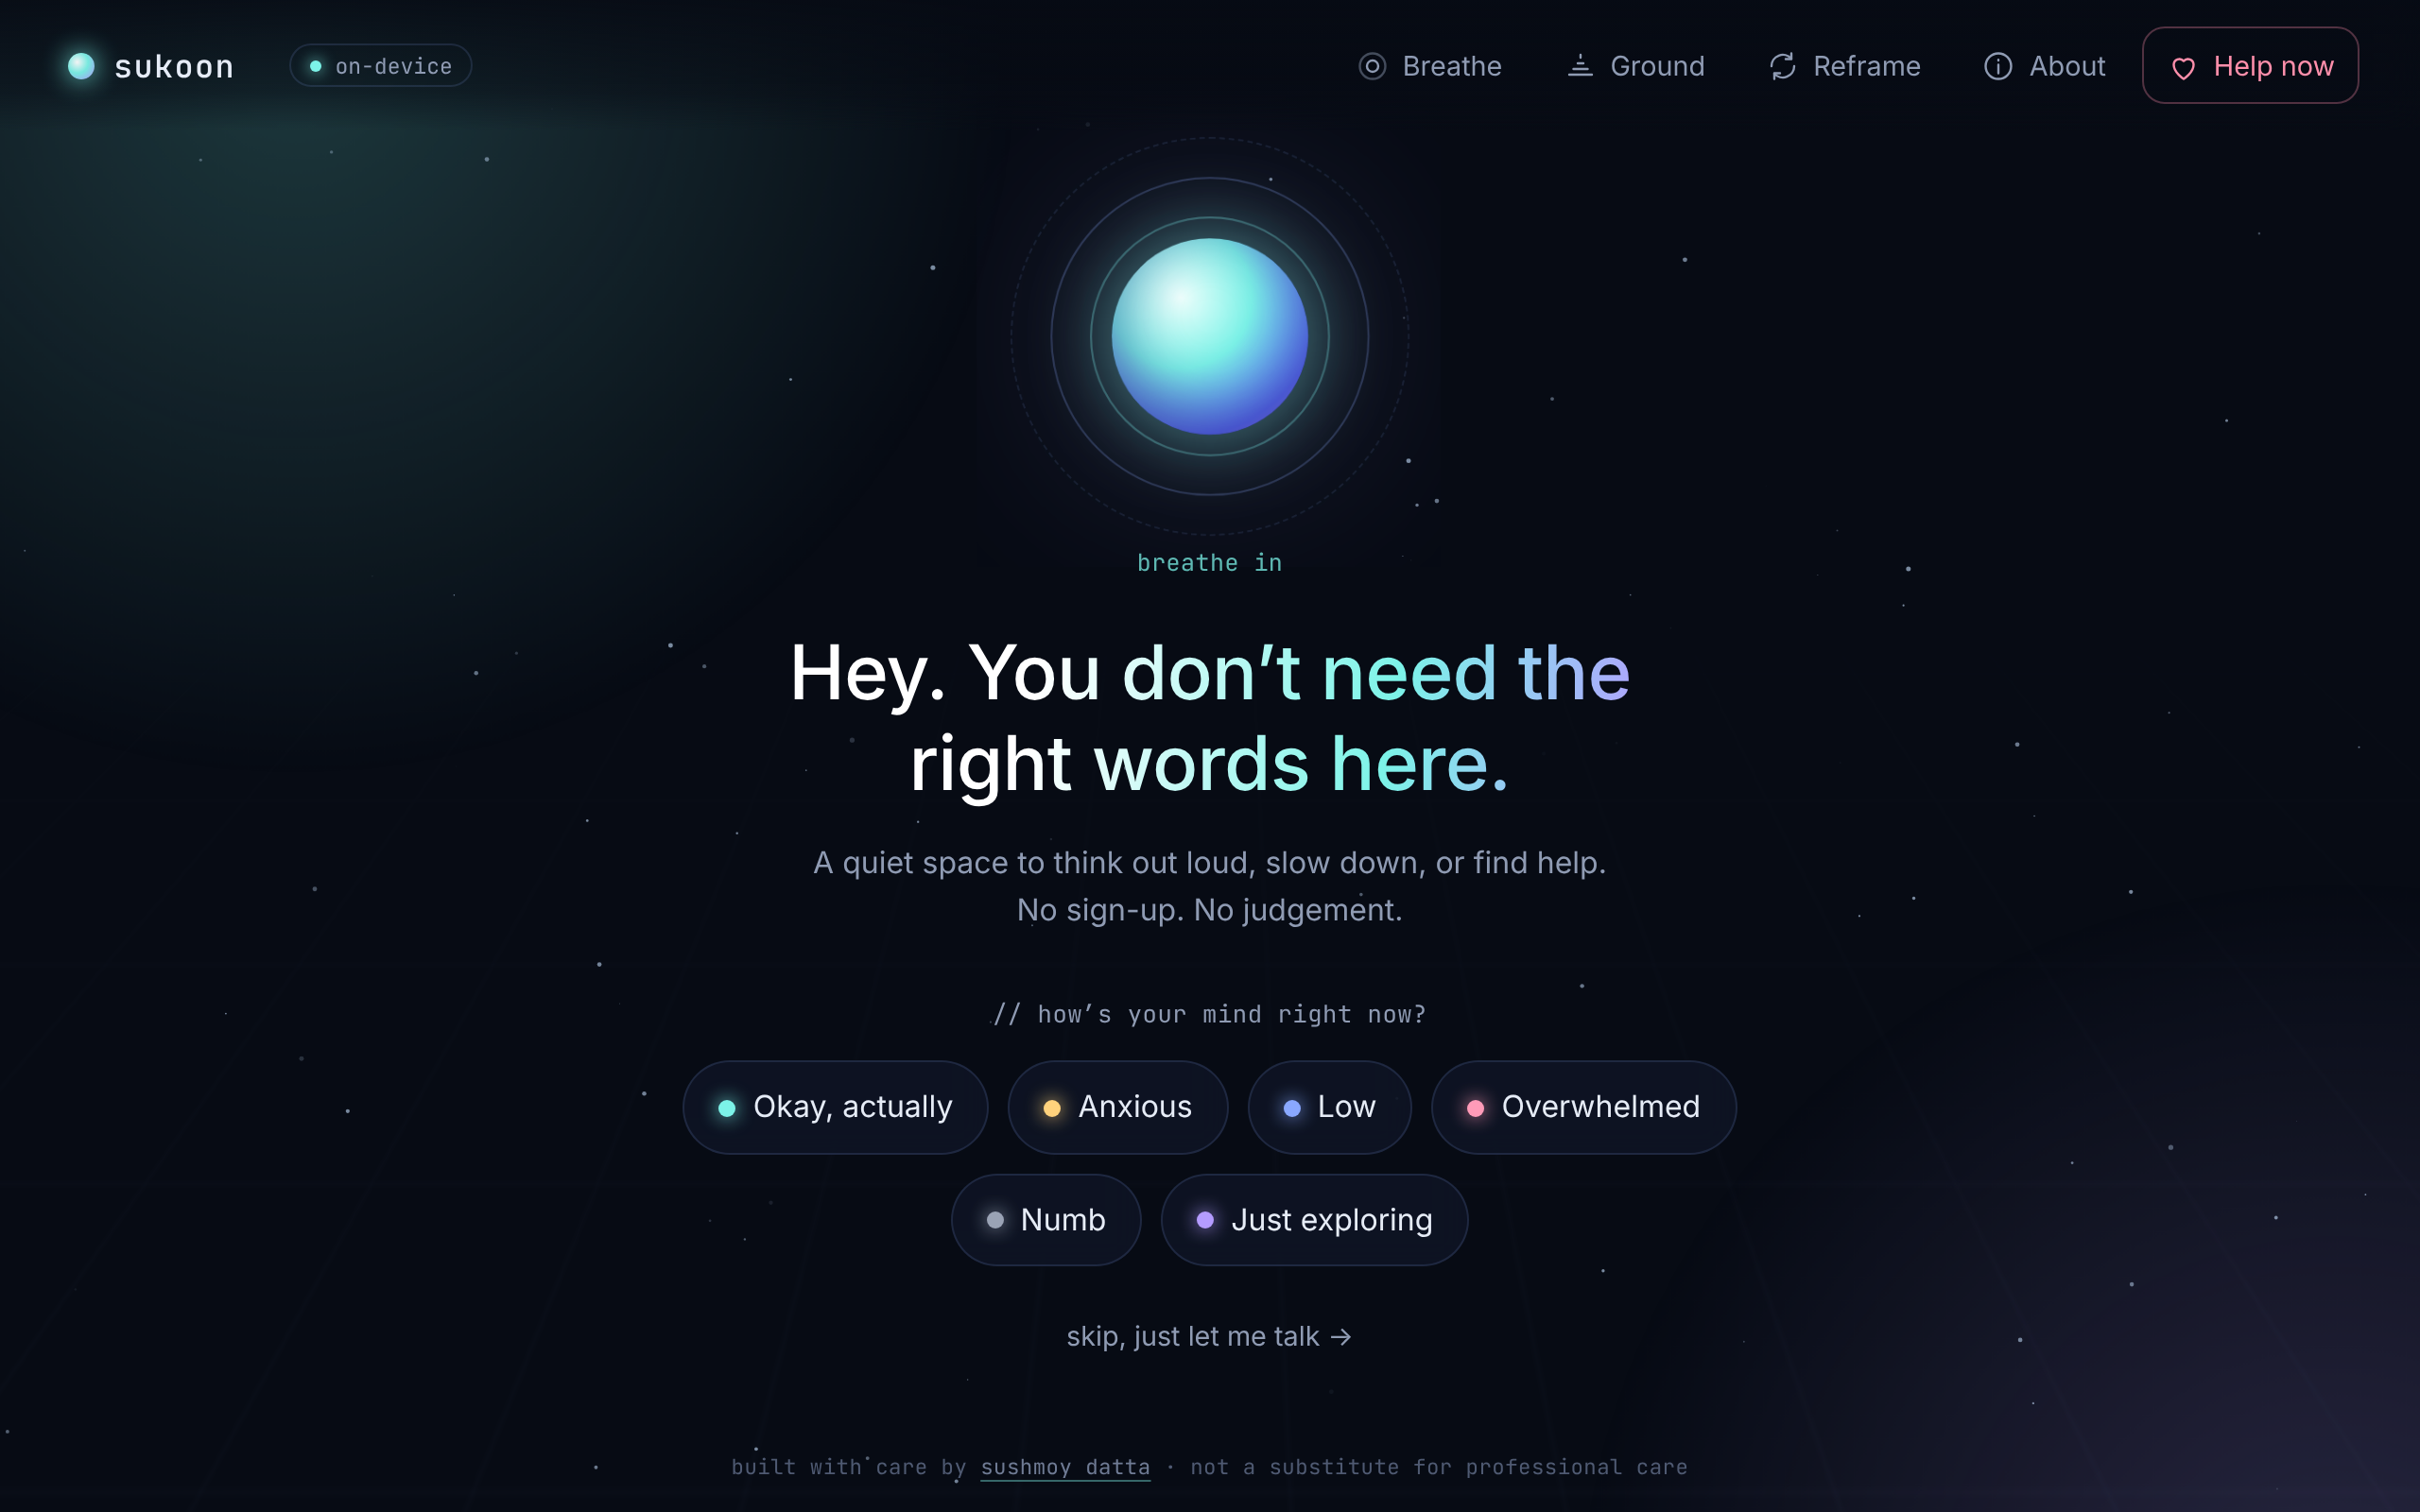 sukoon
on-device
Breathe
Ground
Reframe
About
Help now
breathe in
Hey. You don’t need the
right words here.
A quiet space to think out loud, slow down, or find help.
No sign-up. No judgement.
// how’s your mind right now?
Okay, actually
Anxious
Low
Overwhelmed
Numb
Just exploring
skip, just let me talk →
built with care by sushmoy datta · not a substitute for professional care